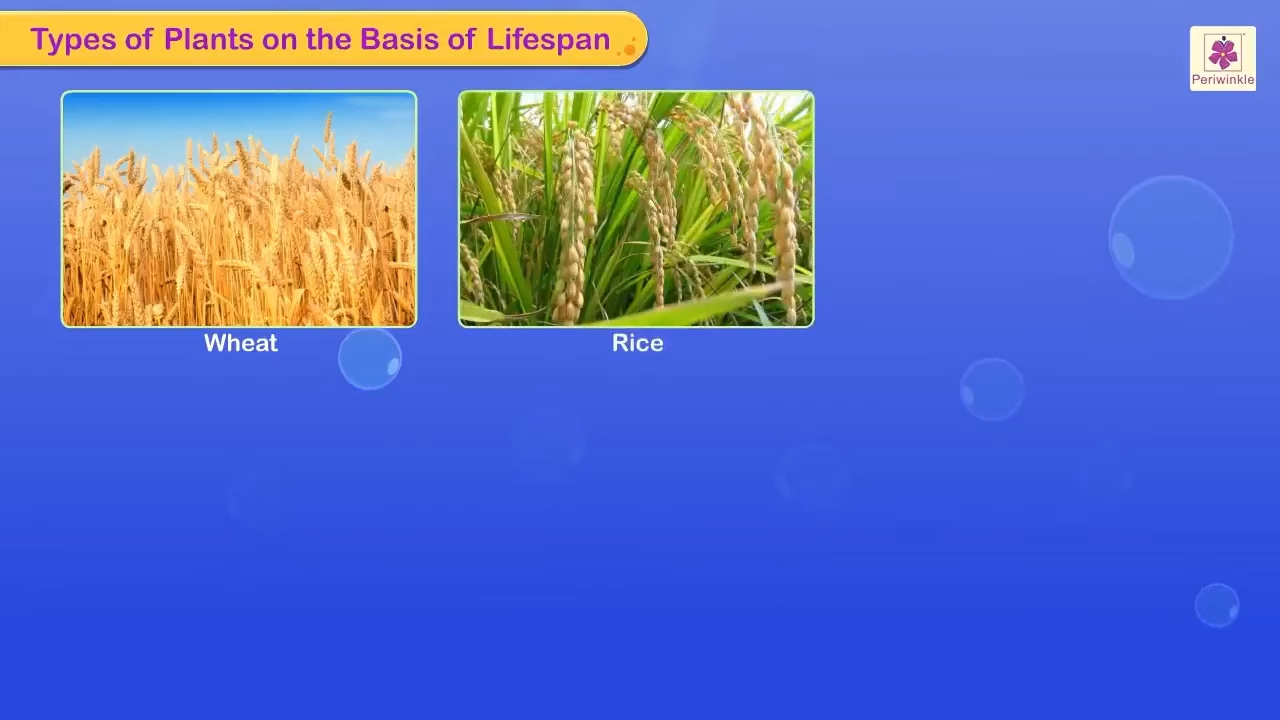 Types of Plants on the Basis of Lifespan
Periwinkle
Wheat
Rice